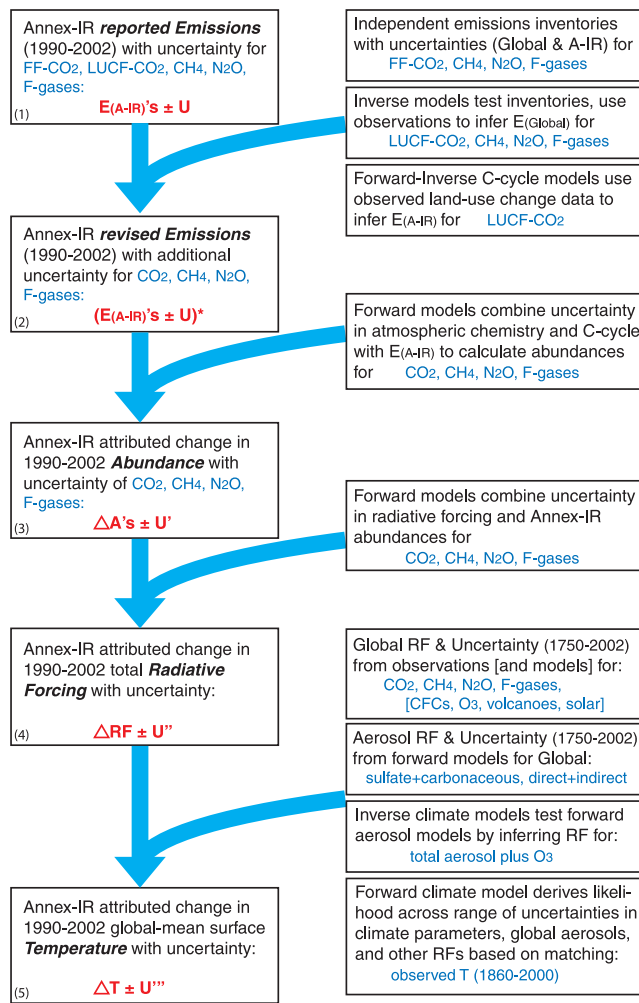 Annex-IR reported Emissions
(1990-2002) with uncertainty for
FF-CO2, LUCF-CO2, CH4, N2O,
F-gases:
E(A-IR)'s ± U
(1)
Independent emissions inventories
with uncertainties (Global & A-IR) for
FF-CO2, CH4, N2O, F-gases
Inverse models test inventories, use
observations to infer E(Global) for
LUCF-CO2, CH4, N2O, F-gases
Forward-Inverse C-cycle models use
observed land-use change data to
infer E(A-IR) for LUCF-CO2
Annex-IR revised Emissions
(1990-2002) with additional
uncertainty for CO2, CH4, N2O,
F-gases:
(E(A-IR)'s ± U)*
(2)
Forward models combine uncertainty
in atmospheric chemistry and C-cycle
with E(A-IR) to calculate abundances
for CO2, CH4, N2O, F-gases
Annex-IR attributed change in
1990-2002 Abundance with
uncertainty of CO2, CH4, N2O,
F-gases:
△A's ± U'
(3)
Forward models combine uncertainty
in radiative forcing and Annex-IR
abundances for
CO2, CH4, N2O, F-gases
Annex-IR attributed change in
1990-2002 total Radiative
Forcing with uncertainty:
△RF ± U''
(4)
Global RF & Uncertainty (1750-2002)
from observations [and models] for:
CO2, CH4, N2O, F-gases,
[CFCs, O3, volcanoes, solar]
Aerosol RF & Uncertainty (1750-2002)
from forward models for Global:
sulfate+carbonaceous, direct+indirect
Inverse climate models test forward
aerosol models by inferring RF for:
total aerosol plus O3
Annex-IR attributed change in
1990-2002 global-mean surface
Temperature with uncertainty:
△T ± U'''
(5)
Forward climate model derives likeli-
hood across range of uncertainties in
climate parameters, global aerosols,
and other RFs based on matching:
observed T (1860-2000)